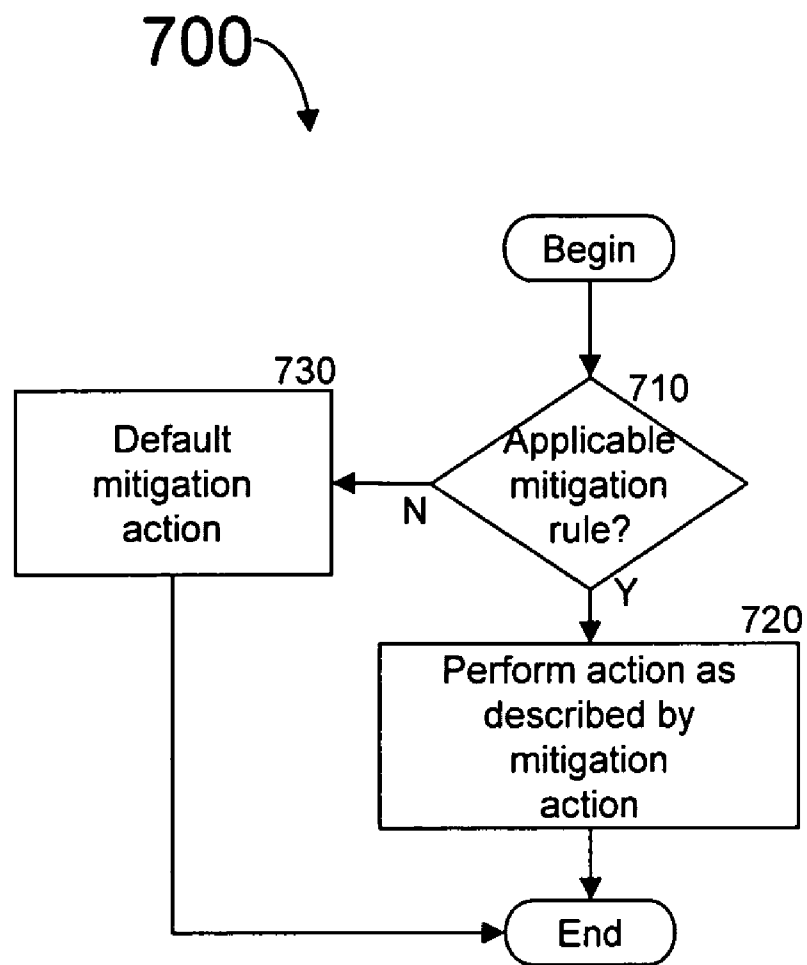 700
Begin
730
710
Default
mitigation
action
Applicable
mitigation
rule?
N
Y
720
Perform action as
described by
mitigation
action
End